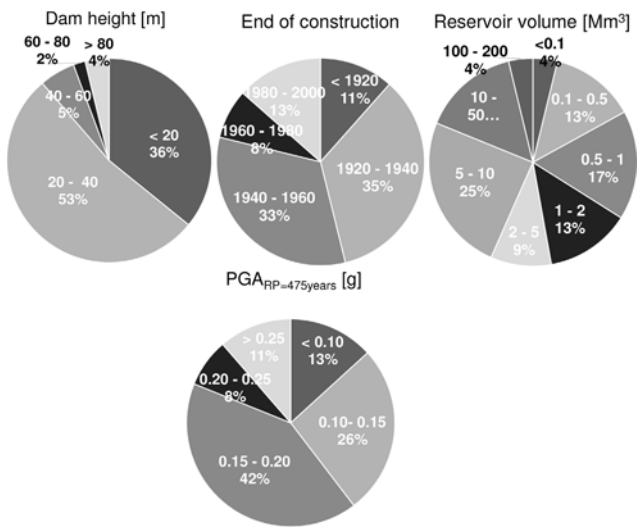 Dam height [m]
60 - 80
2%
> 80
4%
40 - 60
5%
< 20
36%
20 - 40
53%
End of construction
< 1920
11%
1980 - 2000
13%
1960 - 1980
8%
1920 - 1940
35%
1940 - 1960
33%
Reservoir volume [Mm³]
100 - 200
4%
<0.1
4%
10 -
50...
0.1 - 0.5
13%
0.5 - 1
17%
5 - 10
25%
1 - 2
13%
2 - 5
9%
PGA RP=475years [g]
> 0.25
11%
< 0.10
13%
0.20 - 0.25
8%
0.10- 0.15
26%
0.15 - 0.20
42%